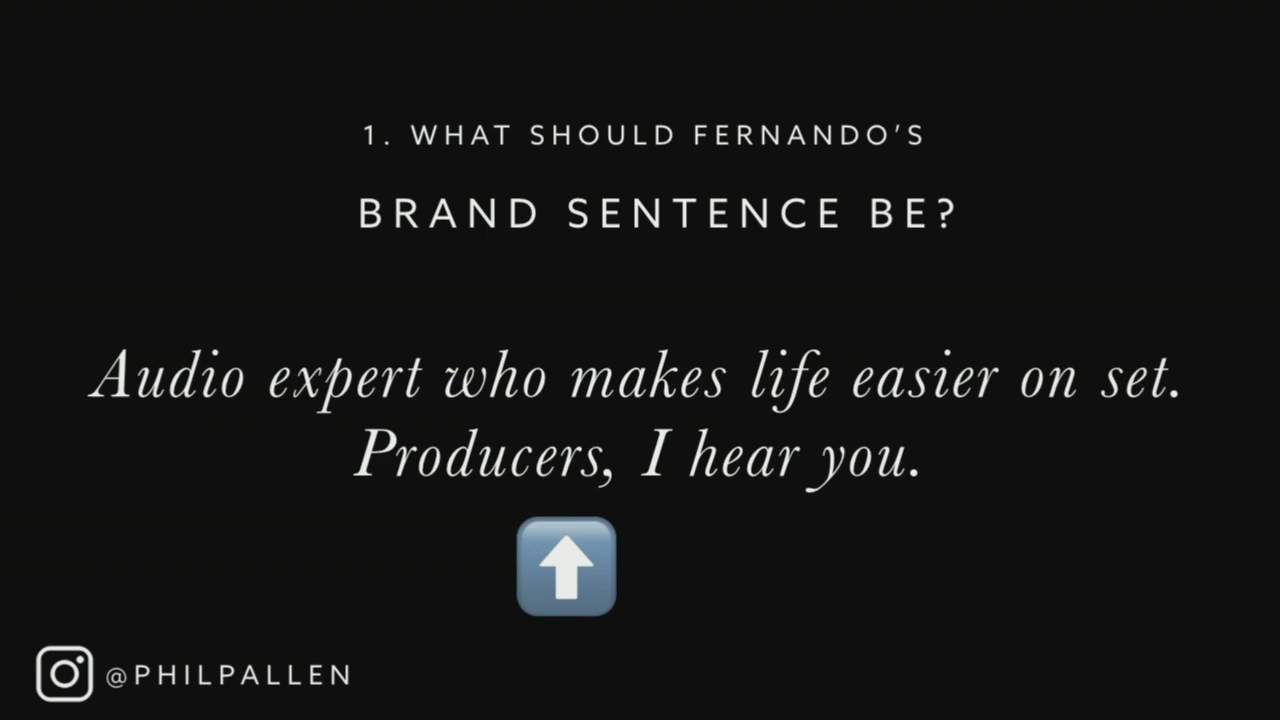 1. WHAT SHOULD FERNANDO’S
BRAND SENTENCE BE?
Audio expert who makes life easier on set.
Producers, I hear you.
@PHILPALLEN